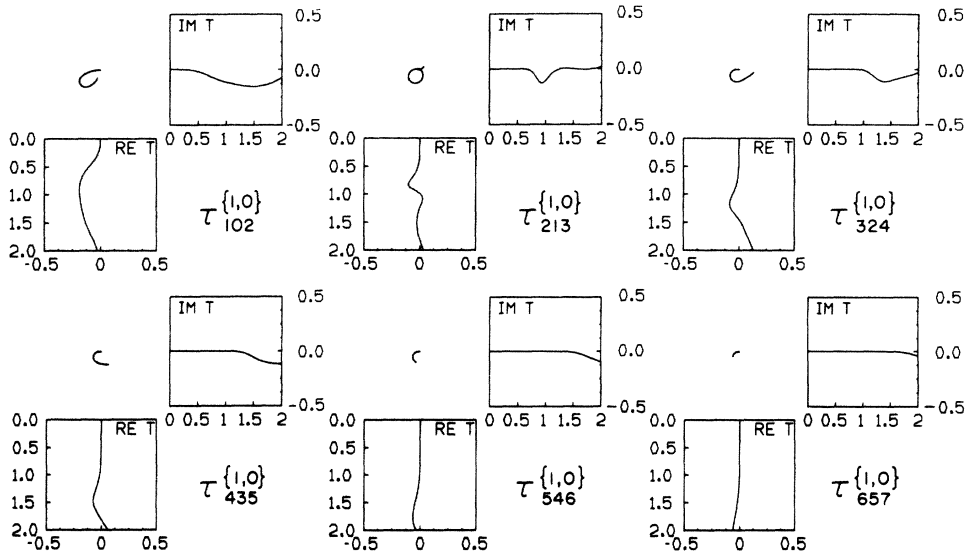 IM T 0.5 IM T 0.5 IM T 0.5
0.0 0.0 0.0
-0.5 -0.5 -0.5
0 0.5 1 1.5 2 0 0.5 1 1.5 2 0 0.5 1 1.5 2
0.0 RE T 0.0 RE T 0.0 RE T
0.5 0.5 0.5
1.0 τ{1,0} 1.0 τ{1,0} 1.0 τ{1,0}
1.5 102 1.5 213 1.5 324
2.0 2.0 2.0
-0.5 0 0.5 -0.5 0 0.5 -0.5 0 0.5
IM T 0.5 IM T 0.5 IM T 0.5
0.0 0.0 0.0
-0.5 -0.5 -0.5
0 0.5 1 1.5 2 0 0.5 1 1.5 2 0 0.5 1 1.5 2
0.0 RE T 0.0 RE T 0.0 RE T
0.5 0.5 0.5
1.0 τ{1,0} 1.0 τ{1,0} 1.0 τ{1,0}
1.5 435 1.5 546 1.5 657
2.0 2.0 2.0
-0.5 0 0.5 -0.5 0 0.5 -0.5 0 0.5